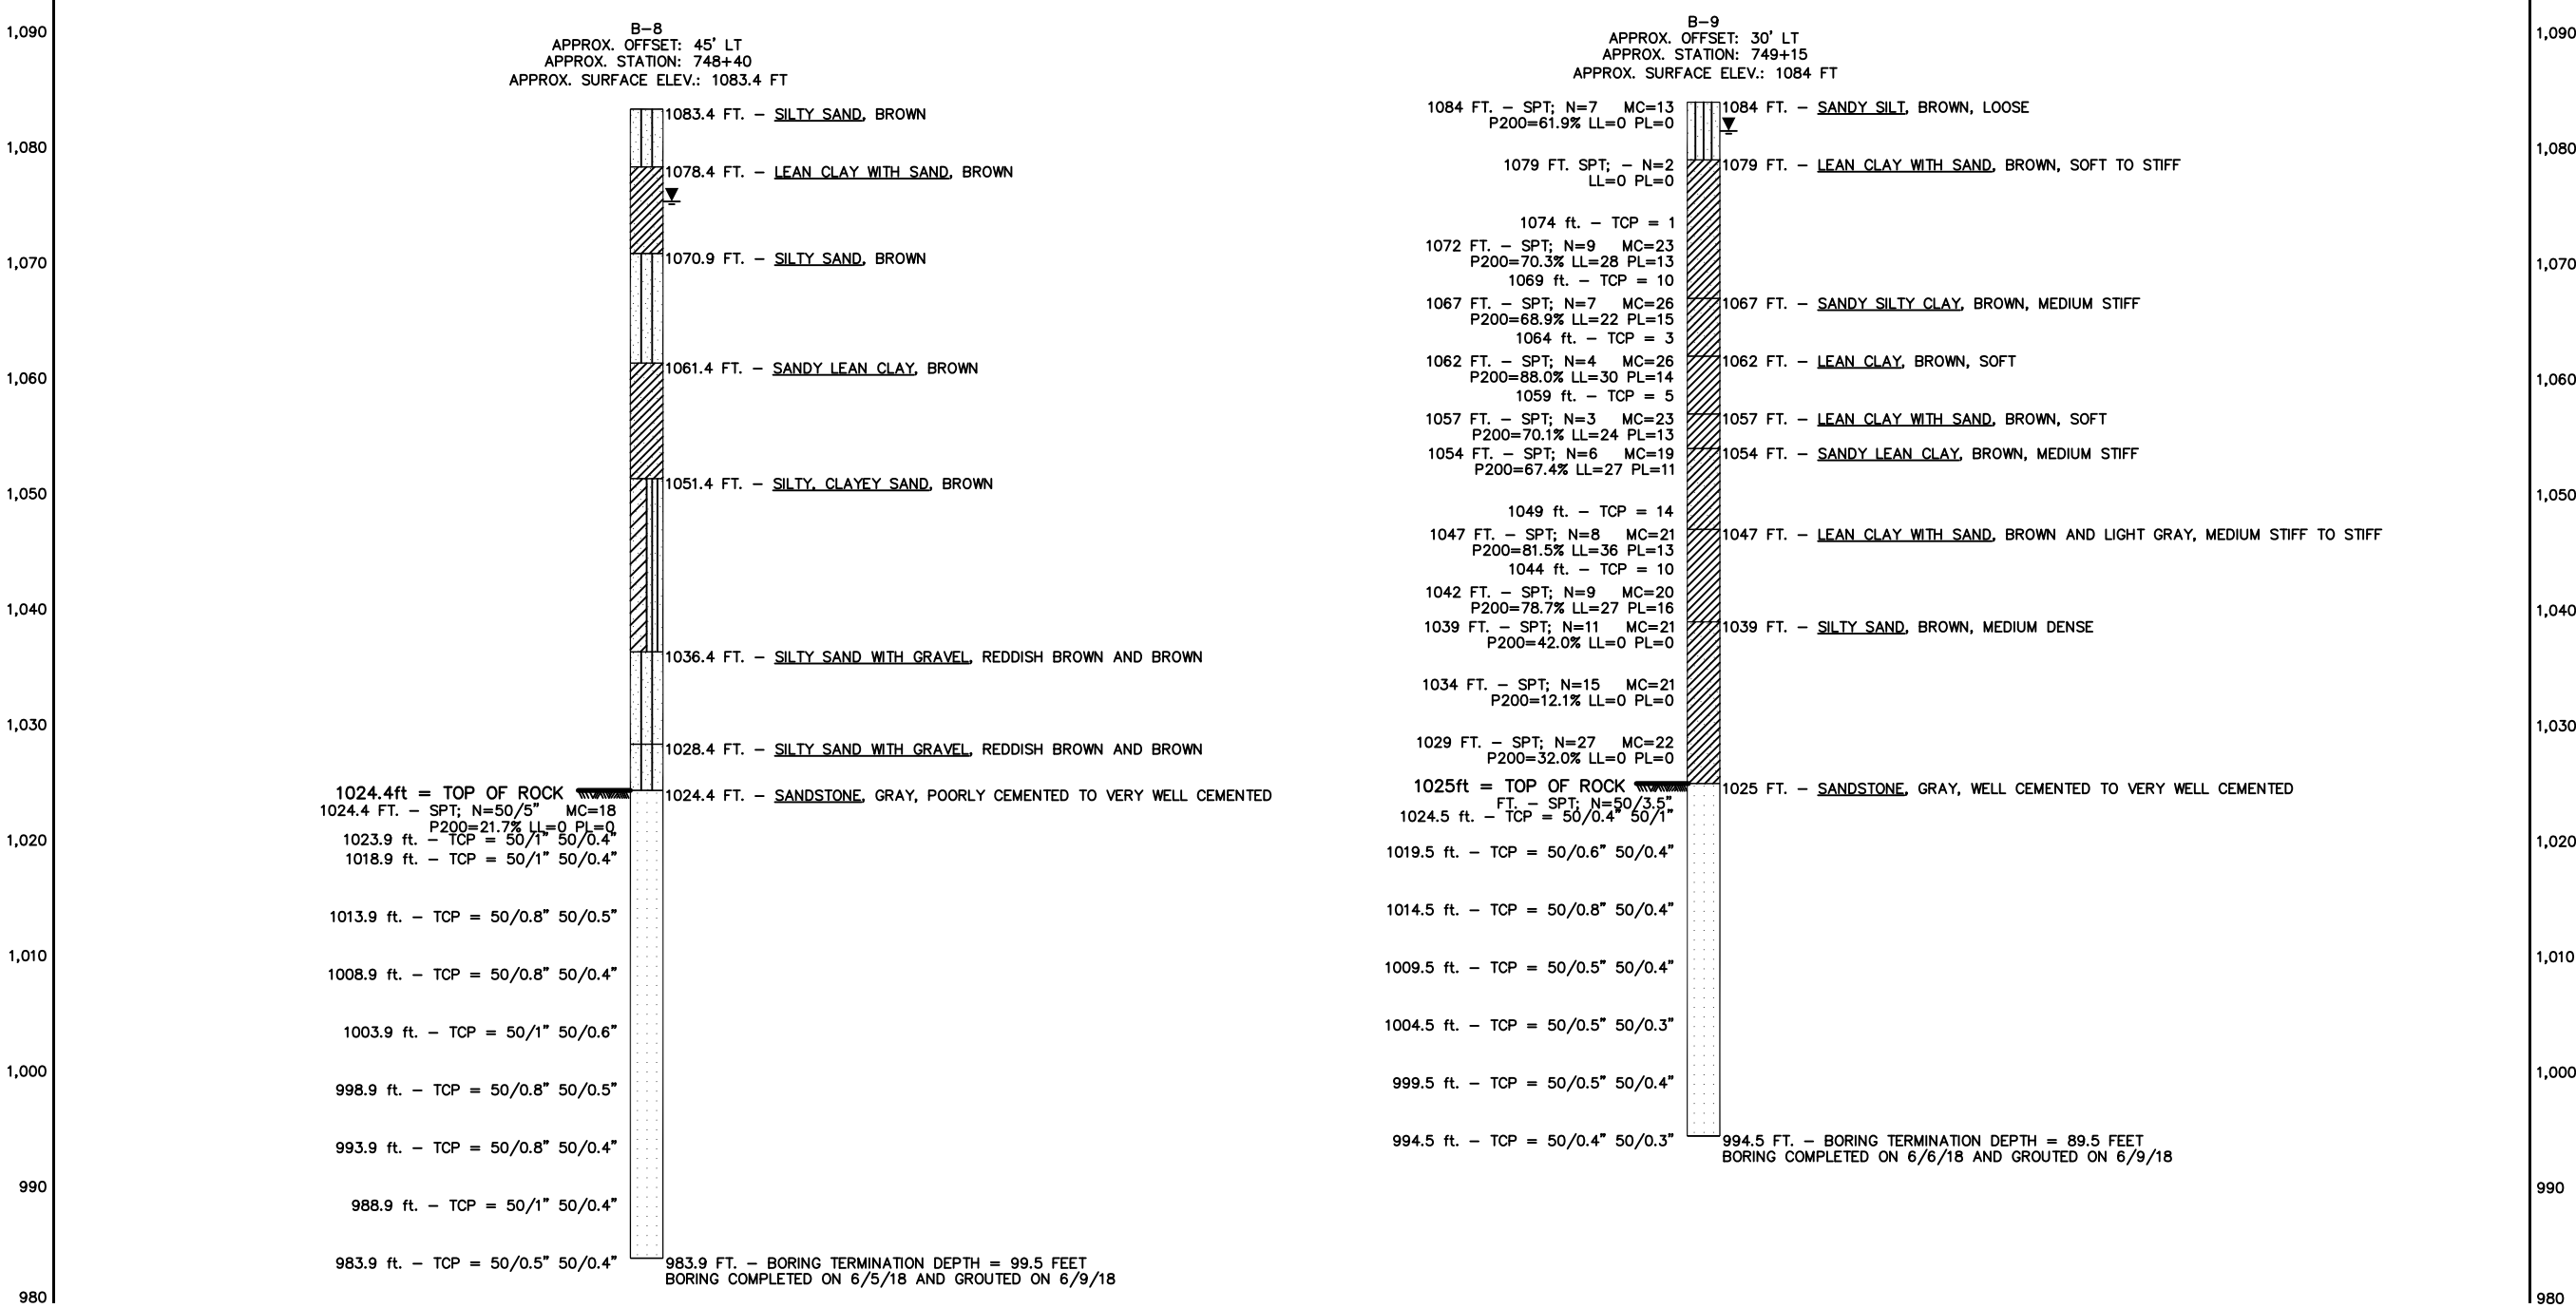 1,090
1,080
1,070
1,060
1,050
1,040
1,030
1,020
1,010
1,000
990
980
B-8
APPROX. OFFSET: 45' LT
APPROX. STATION: 748+40
APPROX. SURFACE ELEV.: 1083.4 FT
1083.4 FT. - SILTY SAND, BROWN
1078.4 FT. - LEAN CLAY WITH SAND, BROWN
1070.9 FT. - SILTY SAND, BROWN
1061.4 FT. - SANDY LEAN CLAY, BROWN
1051.4 FT. - SILTY, CLAYEY SAND, BROWN
1036.4 FT. - SILTY SAND WITH GRAVEL, REDDISH BROWN AND BROWN
1028.4 FT. - SILTY SAND WITH GRAVEL, REDDISH BROWN AND BROWN
1024.4ft = TOP OF ROCK
1024.4 FT. - SANDSTONE, GRAY, POORLY CEMENTED TO VERY WELL CEMENTED
1024.4 FT. - SPT; N=50/5" MC=18
P200=21.7% LL=0 PL=0
1023.9 ft. - TCP = 50/1" 50/0.4"
1018.9 ft. - TCP = 50/1" 50/0.4"
1013.9 ft. - TCP = 50/0.8" 50/0.5"
1008.9 ft. - TCP = 50/0.8" 50/0.4"
1003.9 ft. - TCP = 50/1" 50/0.6"
998.9 ft. - TCP = 50/0.8" 50/0.5"
993.9 ft. - TCP = 50/0.8" 50/0.4"
988.9 ft. - TCP = 50/1" 50/0.4"
983.9 ft. - TCP = 50/0.5" 50/0.4"
983.9 FT. - BORING TERMINATION DEPTH = 99.5 FEET
BORING COMPLETED ON 6/5/18 AND GROUTED ON 6/9/18
B-9
APPROX. OFFSET: 30' LT
APPROX. STATION: 749+15
APPROX. SURFACE ELEV.: 1084 FT
1084 FT. - SPT; N=7 MC=13
P200=61.9% LL=0 PL=0
1084 FT. - SANDY SILT, BROWN, LOOSE
1079 FT. SPT; - N=2
LL=0 PL=0
1079 FT. - LEAN CLAY WITH SAND, BROWN, SOFT TO STIFF
1074 ft. - TCP = 1
1072 FT. - SPT; N=9 MC=23
P200=70.3% LL=28 PL=13
1069 ft. - TCP = 10
1067 FT. - SPT; N=7 MC=26
P200=68.9% LL=22 PL=15
1067 FT. - SANDY SILTY CLAY, BROWN, MEDIUM STIFF
1064 ft. - TCP = 3
1062 FT. - SPT; N=4 MC=26
P200=88.0% LL=30 PL=14
1062 FT. - LEAN CLAY, BROWN, SOFT
1059 ft. - TCP = 5
1057 FT. - SPT; N=3 MC=23
P200=70.1% LL=24 PL=13
1057 FT. - LEAN CLAY WITH SAND, BROWN, SOFT
1054 FT. - SPT; N=6 MC=19
P200=67.4% LL=27 PL=11
1054 FT. - SANDY LEAN CLAY, BROWN, MEDIUM STIFF
1049 ft. - TCP = 14
1047 FT. - SPT; N=8 MC=21
P200=81.5% LL=36 PL=13
1047 FT. - LEAN CLAY WITH SAND, BROWN AND LIGHT GRAY, MEDIUM STIFF TO STIFF
1044 ft. - TCP = 10
1042 FT. - SPT; N=9 MC=20
P200=78.7% LL=27 PL=16
1039 FT. - SPT; N=11 MC=21
P200=42.0% LL=0 PL=0
1039 FT. - SILTY SAND, BROWN, MEDIUM DENSE
1034 FT. - SPT; N=15 MC=21
P200=12.1% LL=0 PL=0
1029 FT. - SPT; N=27 MC=22
P200=32.0% LL=0 PL=0
1025ft = TOP OF ROCK
1025 FT. - SANDSTONE, GRAY, WELL CEMENTED TO VERY WELL CEMENTED
FT. - SPT; N=50/3.5"
1024.5 ft. - TCP = 50/0.4" 50/1"
1019.5 ft. - TCP = 50/0.6" 50/0.4"
1014.5 ft. - TCP = 50/0.8" 50/0.4"
1009.5 ft. - TCP = 50/0.5" 50/0.4"
1004.5 ft. - TCP = 50/0.5" 50/0.3"
999.5 ft. - TCP = 50/0.5" 50/0.4"
994.5 ft. - TCP = 50/0.4" 50/0.3"
994.5 FT. - BORING TERMINATION DEPTH = 89.5 FEET
BORING COMPLETED ON 6/6/18 AND GROUTED ON 6/9/18
1,090
1,080
1,070
1,060
1,050
1,040
1,030
1,020
1,010
1,000
990
980